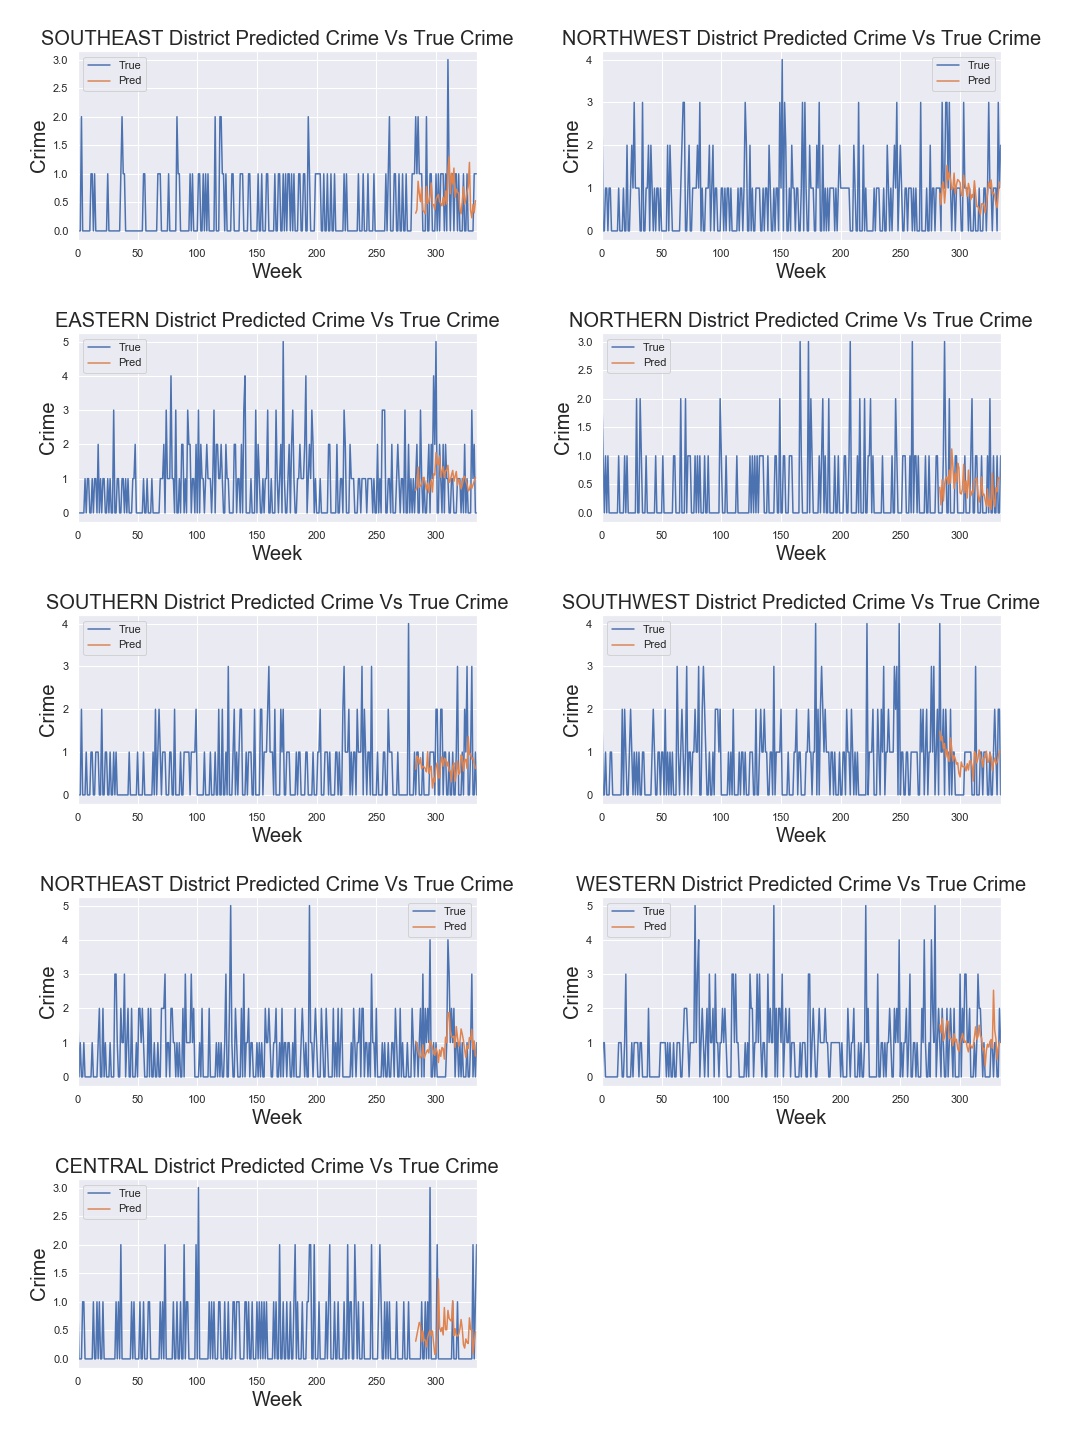 SOUTHEAST District Predicted Crime Vs True Crime
3.0
2.5
2.0
1.5
1.0
0.5
0.0
Crime
True
Pred
0 50 100 150 200 250 300
Week
NORTHWEST District Predicted Crime Vs True Crime
4
3
2
1
0
Crime
True
Pred
0 50 100 150 200 250 300
Week
EASTERN District Predicted Crime Vs True Crime
5
4
3
2
1
0
Crime
True
Pred
0 50 100 150 200 250 300
Week
NORTHERN District Predicted Crime Vs True Crime
3.0
2.5
2.0
1.5
1.0
0.5
0.0
Crime
True
Pred
0 50 100 150 200 250 300
Week
SOUTHERN District Predicted Crime Vs True Crime
4
3
2
1
0
Crime
True
Pred
0 50 100 150 200 250 300
Week
SOUTHWEST District Predicted Crime Vs True Crime
4
3
2
1
0
Crime
True
Pred
0 50 100 150 200 250 300
Week
NORTHEAST District Predicted Crime Vs True Crime
5
4
3
2
1
0
Crime
True
Pred
0 50 100 150 200 250 300
Week
WESTERN District Predicted Crime Vs True Crime
5
4
3
2
1
0
Crime
True
Pred
0 50 100 150 200 250 300
Week
CENTRAL District Predicted Crime Vs True Crime
3.0
2.5
2.0
1.5
1.0
0.5
0.0
Crime
True
Pred
0 50 100 150 200 250 300
Week